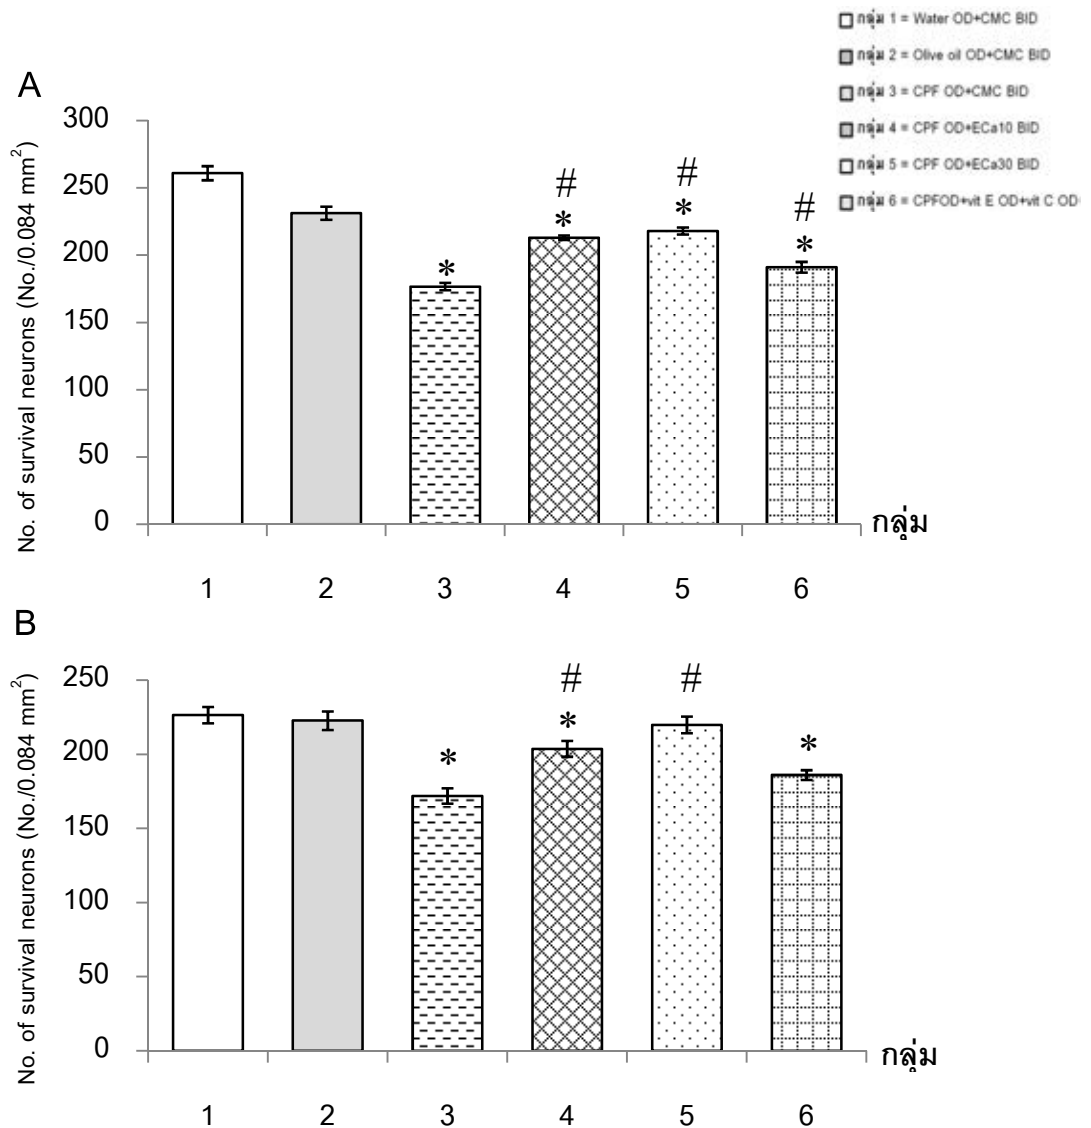 กลุ่ม 1 = Water OD+CMC BID
กลุ่ม 2 = Olive oil OD+CMC BID
กลุ่ม 3 = CPF OD+CMC BID
กลุ่ม 4 = CPF OD+ECa10 BID
กลุ่ม 5 = CPF OD+ECa30 BID
กลุ่ม 6 = CPFOD+vit E OD+vit C OD
A
No. of survival neurons (No./0.084 mm²)
300
250
200
150
100
50
0
* # * # * # *
กลุ่ม
1 2 3 4 5 6
B
No. of survival neurons (No./0.084 mm²)
250
200
150
100
50
0
* # * # *
กลุ่ม
1 2 3 4 5 6